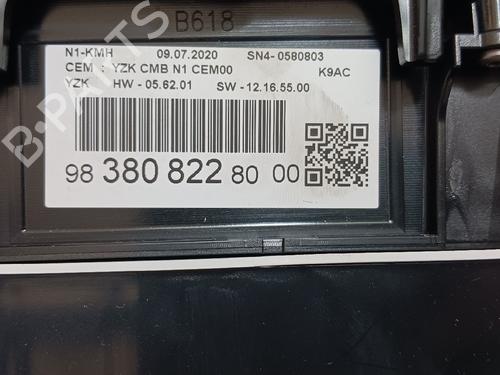 B618
N1-KMH 09.07.2020 SN4-0580803
CEM : YZK CMB N1 CEM00 K9AC
YZK HW - 05.62.01 SW - 12.16.55.00
98 380 822 80 00
B-PARTS